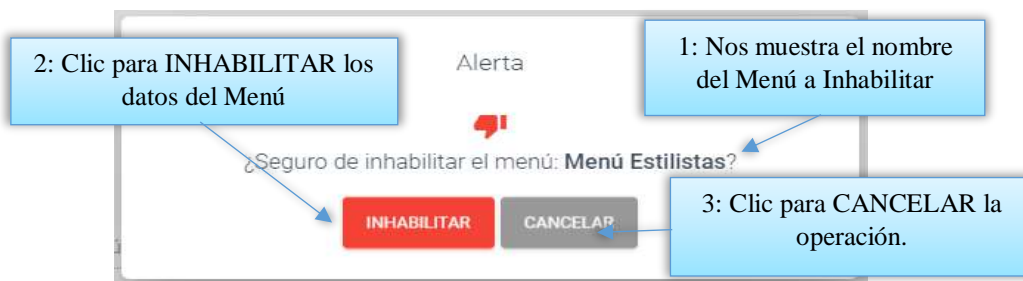 2: Clic para INHABILITAR los
datos del Menú
Alerta
1: Nos muestra el nombre
del Menú a Inhabilitar
¿Seguro de inhabilitar el menú: Menú Estilistas?
INHABILITAR
CANCELAR
3: Clic para CANCELAR la
operación.